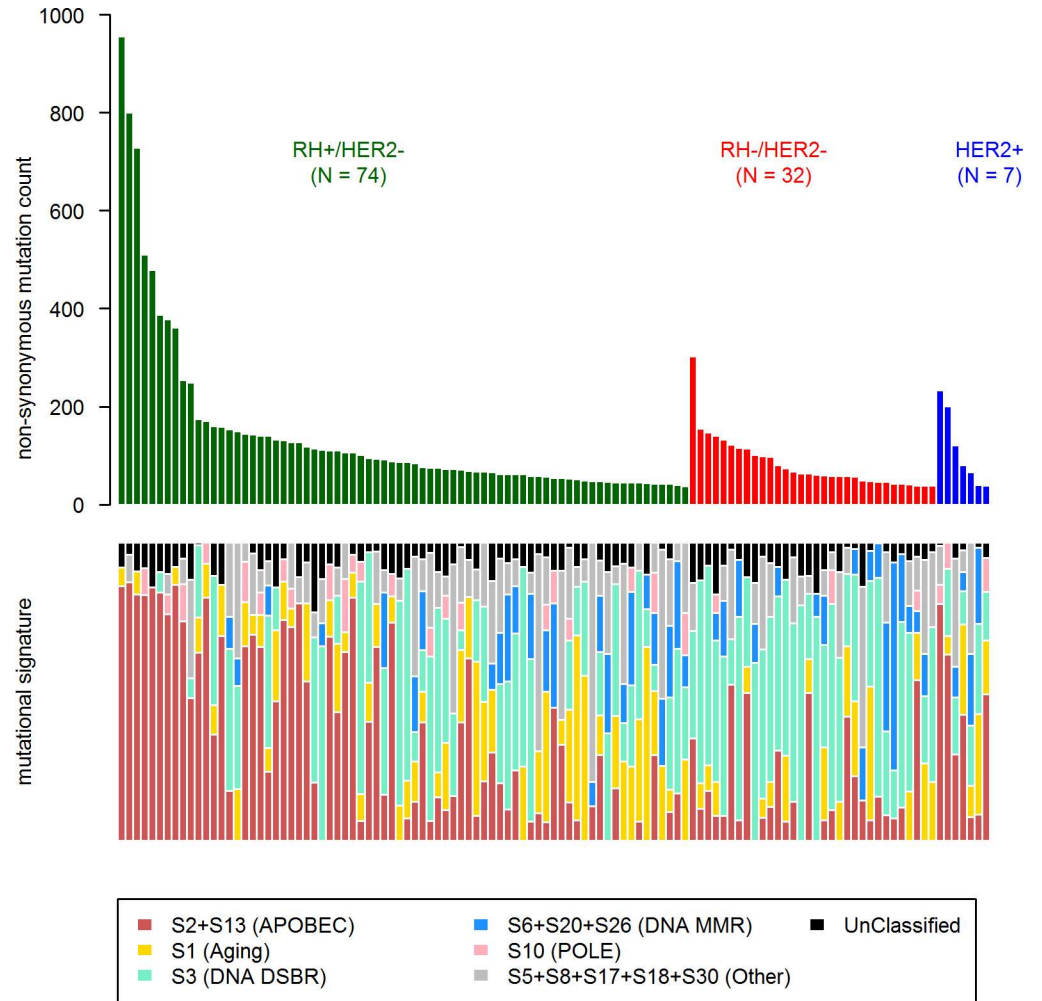 1000
800
600
400
200
0
non-synonymous mutation count
RH+/HER2-
(N = 74)
RH-/HER2-
(N = 32)
HER2+
(N = 7)
mutational signature
S2+S13 (APOBEC)
S1 (Aging)
S3 (DNA DSBR)
S6+S20+S26 (DNA MMR)
S10 (POLE)
S5+S8+S17+S18+S30 (Other)
UnClassified